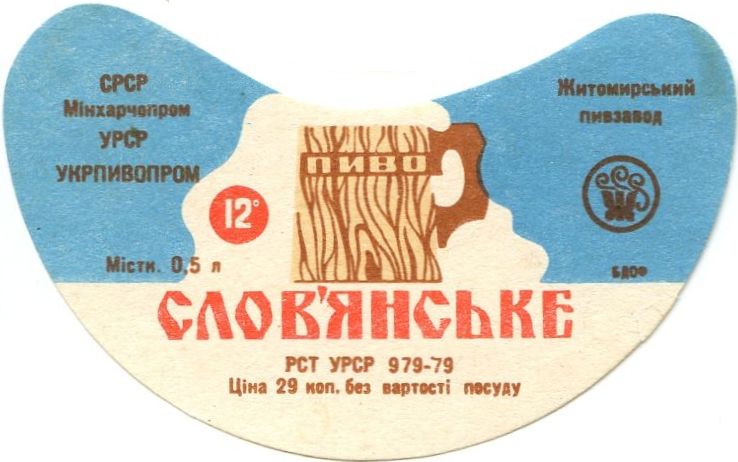 СРСР
Мінхарчопром
УРСР
УКРПИВОПРОМ
12°
Містк. 0,5 л
ПИВО
Житомирський
пивзавод
Ж
БДОФ
СЛОВ'ЯНСЬКЕ
РСТ УРСР 979-79
Ціна 29 коп. без вартості посуду